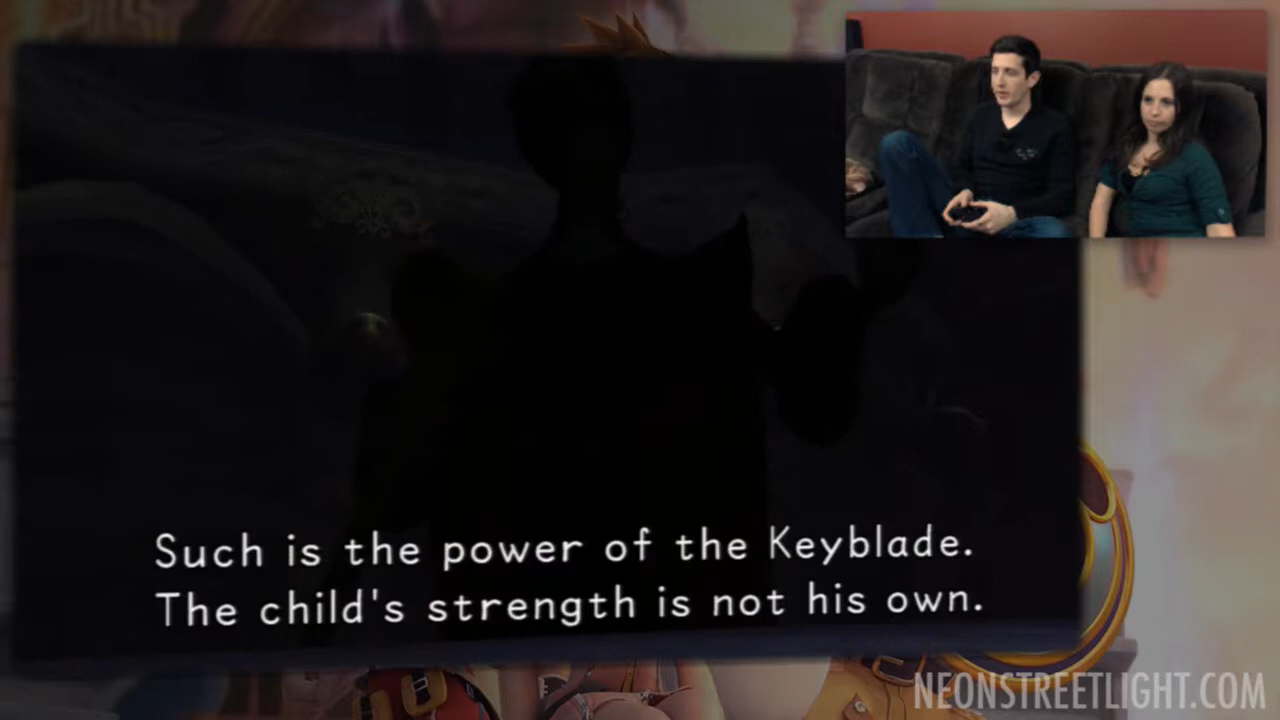 Such is the power of the Keyblade.
The child's strength is not his own.
NEONSTREETLIGHT.COM